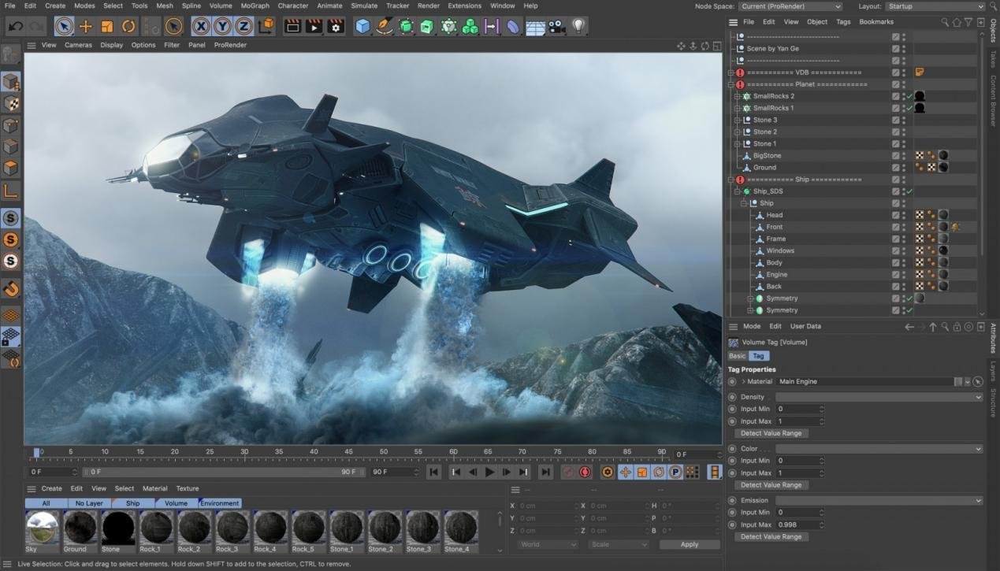 File Edit Create Modes Select Tools Mesh Spline Volume MoGraph Character Animate Simulate Tracker Render Extensions Window Help
Node Space: Current (ProRender) Layout: Startup
X Y Z
View Cameras Display Options Filter Panel ProRender
File Edit View Object Tags Bookmarks
Objects
Takes
Content Browser
------------------------------
Scene by Yan Ge
------------------------------
=========== VDB ============
=========== Planet ============
SmallRocks 2
SmallRocks 1
Stone 3
Stone 2
Stone 1
BigStone
Ground
=========== Ship ============
Ship_SDS
Ship
Head
Front
Frame
Windows
Body
Engine
Back
Symmetry
Symmetry
S
S
S
Mode Edit User Data
Attributes
Layers
Structure
Volume Tag [Volume]
Basic Tag
Tag Properties
Material Main Engine
Density
Input Min 0
Input Max 1
Detect Value Range
Color . . .
Input Min 0
Input Max 1
Detect Value Range
Emission
Input Min 0
Input Max 0.998
Detect Value Range
0 5 10 15 20 25 30 35 40 45 50 55 60 65 70 75 80 85 90 0 F
0 F 0 F 90 F 90 F P
Create Edit View Select Material Texture
All No Layer Ship Volume Environment
Sky Ground Stone Rock_1 Rock_2 Rock_3 Rock_4 Rock_5 Stone_1 Stone_2 Stone_3 Stone_4
-- -- --
X 0 cm X 0 cm H 0 °
Y 0 cm Y 0 cm P 0 °
Z 0 cm Z 0 cm B 0 °
World Scale Apply
Live Selection: Click and drag to select elements. Hold down SHIFT to add to the selection, CTRL to remove.